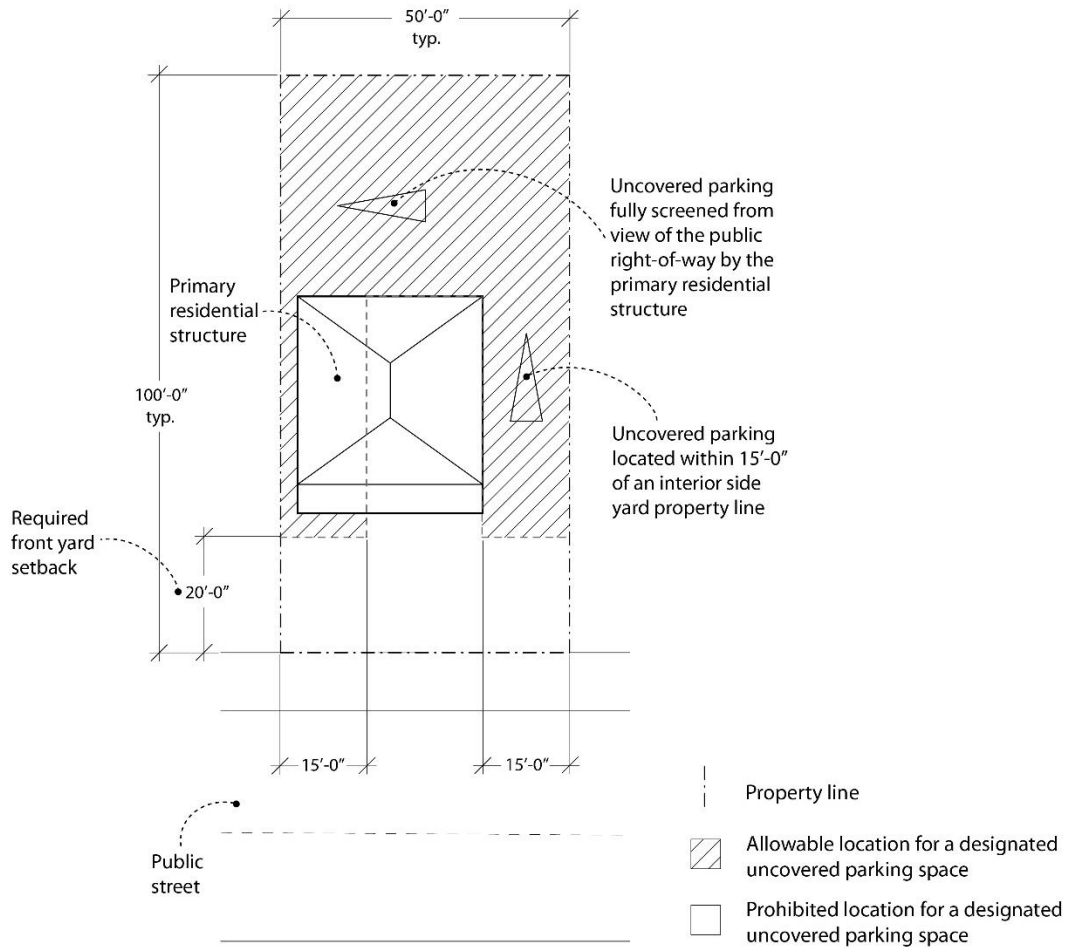 50’-0”
typ.
Uncovered parking
fully screened from
view of the public
right-of-way by the
primary residential
structure
Primary
residential
structure
100’-0”
typ.
Uncovered parking
located within 15’-0”
of an interior side
yard property line
Required
front yard
setback
20’-0”
15’-0”
15’-0”
Property line
Public
street
Allowable location for a designated
uncovered parking space
Prohibited location for a designated
uncovered parking space